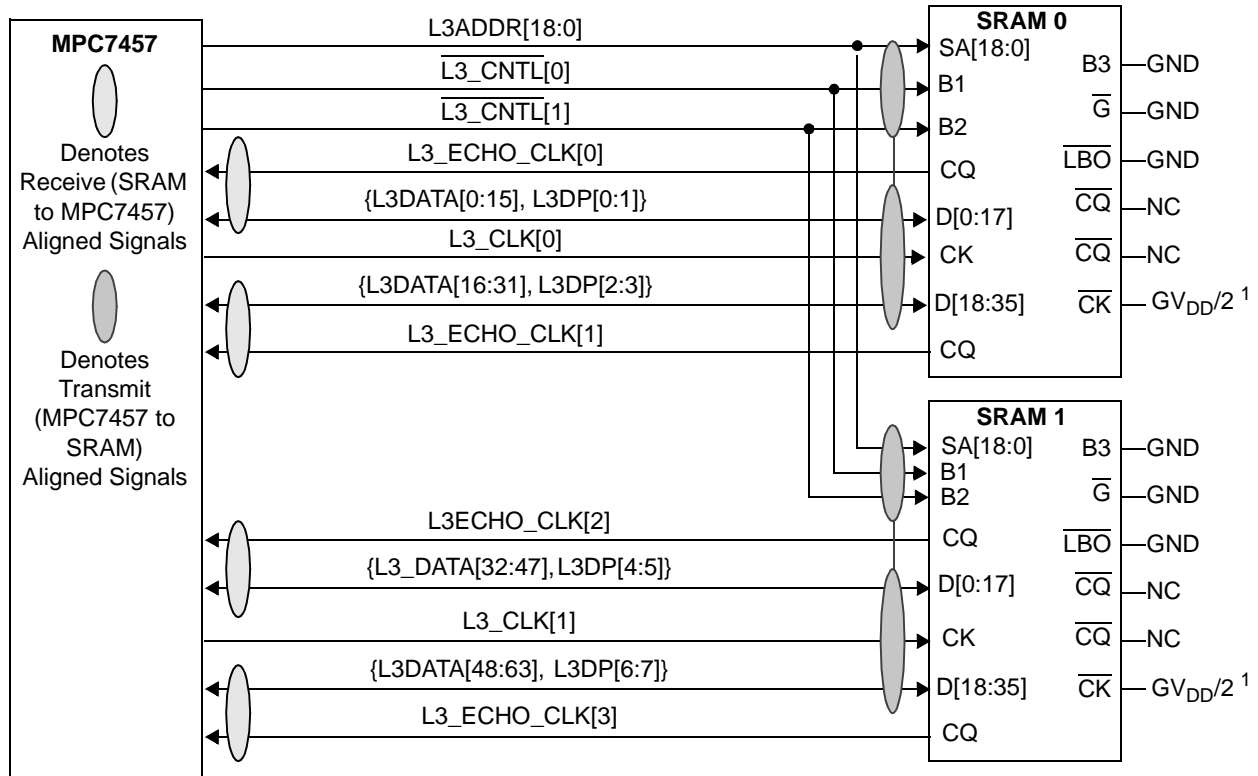 MPC7457
Denotes
Receive (SRAM
to MPC7457)
Aligned Signals
Denotes
Transmit
(MPC7457 to
SRAM)
Aligned Signals
L3ADDR[18:0]
L3_CNTL[0]
L3_CNTL[1]
L3_ECHO_CLK[0]
{L3DATA[0:15], L3DP[0:1]}
L3_CLK[0]
{L3DATA[16:31], L3DP[2:3]}
L3_ECHO_CLK[1]
SRAM 0
SA[18:0]
B1
B2
CQ
D[0:17]
CK
D[18:35]
CQ
B3 GND
G GND
LBO GND
CQ NC
CQ NC
CK GVDD/2 1
L3ECHO_CLK[2]
{L3_DATA[32:47], L3DP[4:5]}
L3_CLK[1]
{L3DATA[48:63], L3DP[6:7]}
L3_ECHO_CLK[3]
SRAM 1
SA[18:0]
B1
B2
CQ
D[0:17]
CK
D[18:35]
CQ
B3 GND
G GND
LBO GND
CQ NC
CQ NC
CK GVDD/2 1